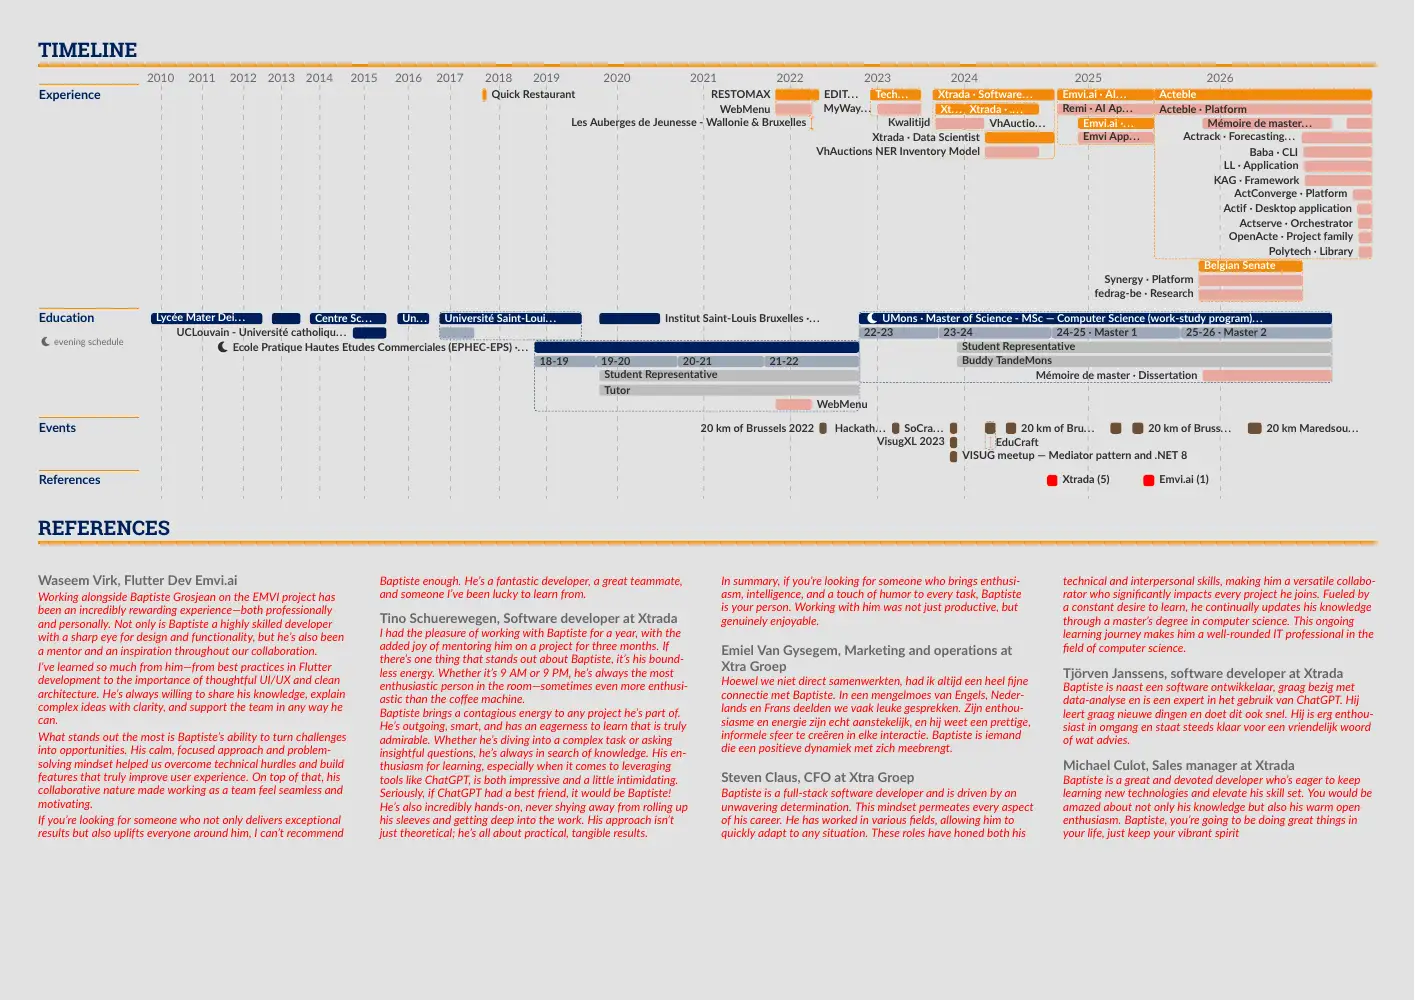 TIMELINE
2010 2011 2012 2013 2014 2015 2016 2017 2018 2019 2020 2021 2022 2023 2024 2025 2026
Experience
Quick Restaurant RESTOMAX EDIT… Tech… Xtrada · Software… Emvi.ai · AI… Acteble
WebMenu MyWay… Xt… Xtrada · … Remi · AI Ap… Acteble · Platform
Les Auberges de Jeunesse - Wallonie & Bruxelles Kwalitijd VhAuctio… Emvi.ai ·… Mémoire de master…
Xtrada · Data Scientist Emvi App… Actrack · Forecasting…
VhAuctions NER Inventory Model Baba · CLI
LL · Application
KAG · Framework
ActConverge · Platform
Actif · Desktop application
Actserve · Orchestrator
OpenActe · Project family
Polytech · Library
Belgian Senate
Synergy · Platform
fedrag-be · Research
Education
Lycée Mater Dei… Centre Sc… Un… Université Saint-Loui… Institut Saint-Louis Bruxelles ·… UMons · Master of Science - MSc — Computer Science (work-study program)…
UCLouvain - Université catholiqu… 22-23 23-24 24-25 · Master 1 25-26 · Master 2
evening schedule
Ecole Pratique Hautes Etudes Commerciales (EPHEC-EPS) ·… Student Representative
18-19 19-20 20-21 21-22 Buddy TandeMons
Student Representative Mémoire de master · Dissertation
Tutor
WebMenu
Events
20 km of Brussels 2022 Hackath… SoCra… 20 km of Bru… 20 km of Bruss… 20 km Maredsou…
VisugXL 2023 EduCraft
VISUG meetup — Mediator pattern and .NET 8
References
Xtrada (5) Emvi.ai (1)
REFERENCES
Waseem Virk, Flutter Dev Emvi.ai
Working alongside Baptiste Grosjean on the EMVI project has
been an incredibly rewarding experience—both professionally
and personally. Not only is Baptiste a highly skilled developer
with a sharp eye for design and functionality, but he's also been
a mentor and an inspiration throughout our collaboration.
I've learned so much from him—from best practices in Flutter
development to the importance of thoughtful UI/UX and clean
architecture. He's always willing to share his knowledge, explain
complex ideas with clarity, and support the team in any way he
can.
What stands out the most is Baptiste's ability to turn challenges
into opportunities. His calm, focused approach and problem-
solving mindset helped us overcome technical hurdles and build
features that truly improve user experience. On top of that, his
collaborative nature made working as a team feel seamless and
motivating.
If you're looking for someone who not only delivers exceptional
results but also uplifts everyone around him, I can't recommend
Baptiste enough. He's a fantastic developer, a great teammate,
and someone I've been lucky to learn from.
Tino Schuerewegen, Software developer at Xtrada
I had the pleasure of working with Baptiste for a year, with the
added joy of mentoring him on a project for three months. If
there's one thing that stands out about Baptiste, it's his bound-
less energy. Whether it's 9 AM or 9 PM, he's always the most
enthusiastic person in the room—sometimes even more enthusi-
astic than the coffee machine.
Baptiste brings a contagious energy to any project he's part of.
He's outgoing, smart, and has an eagerness to learn that is truly
admirable. Whether he's diving into a complex task or asking
insightful questions, he's always in search of knowledge. His en-
thusiasm for learning, especially when it comes to leveraging
tools like ChatGPT, is both impressive and a little intimidating.
Seriously, if ChatGPT had a best friend, it would be Baptiste!
He's also incredibly hands-on, never shying away from rolling up
his sleeves and getting deep into the work. His approach isn't
just theoretical; he's all about practical, tangible results.
In summary, if you're looking for someone who brings enthusi-
asm, intelligence, and a touch of humor to every task, Baptiste
is your person. Working with him was not just productive, but
genuinely enjoyable.
Emiel Van Gysegem, Marketing and operations at
Xtra Groep
Hoewel we niet direct samenwerkten, had ik altijd een heel fijne
connectie met Baptiste. In een mengelmoes van Engels, Neder-
lands en Frans deelden we vaak leuke gesprekken. Zijn enthou-
siasme en energie zijn echt aanstekelijk, en hij weet een prettige,
informele sfeer te creëren in elke interactie. Baptiste is iemand
die een positieve dynamiek met zich meebrengt.
Steven Claus, CFO at Xtra Groep
Baptiste is a full-stack software developer and is driven by an
unwavering determination. This mindset permeates every aspect
of his career. He has worked in various fields, allowing him to
quickly adapt to any situation. These roles have honed both his
technical and interpersonal skills, making him a versatile collabo-
rator who significantly impacts every project he joins. Fueled by
a constant desire to learn, he continually updates his knowledge
through a master's degree in computer science. This ongoing
learning journey makes him a well-rounded IT professional in the
field of computer science.
Tjörven Janssens, software developer at Xtrada
Baptiste is naast een software ontwikkelaar, graag bezig met
data-analyse en is een expert in het gebruik van ChatGPT. Hij
leert graag nieuwe dingen en doet dit ook snel. Hij is erg enthou-
siast in omgang en staat steeds klaar voor een vriendelijk woord
of wat advies.
Michael Culot, Sales manager at Xtrada
Baptiste is a great and devoted developer who's eager to keep
learning new technologies and elevate his skill set. You would be
amazed about not only his knowledge but also his warm open-
enthusiasm. Baptiste, you're going to be doing great things in
your life, just keep your vibrant spirit